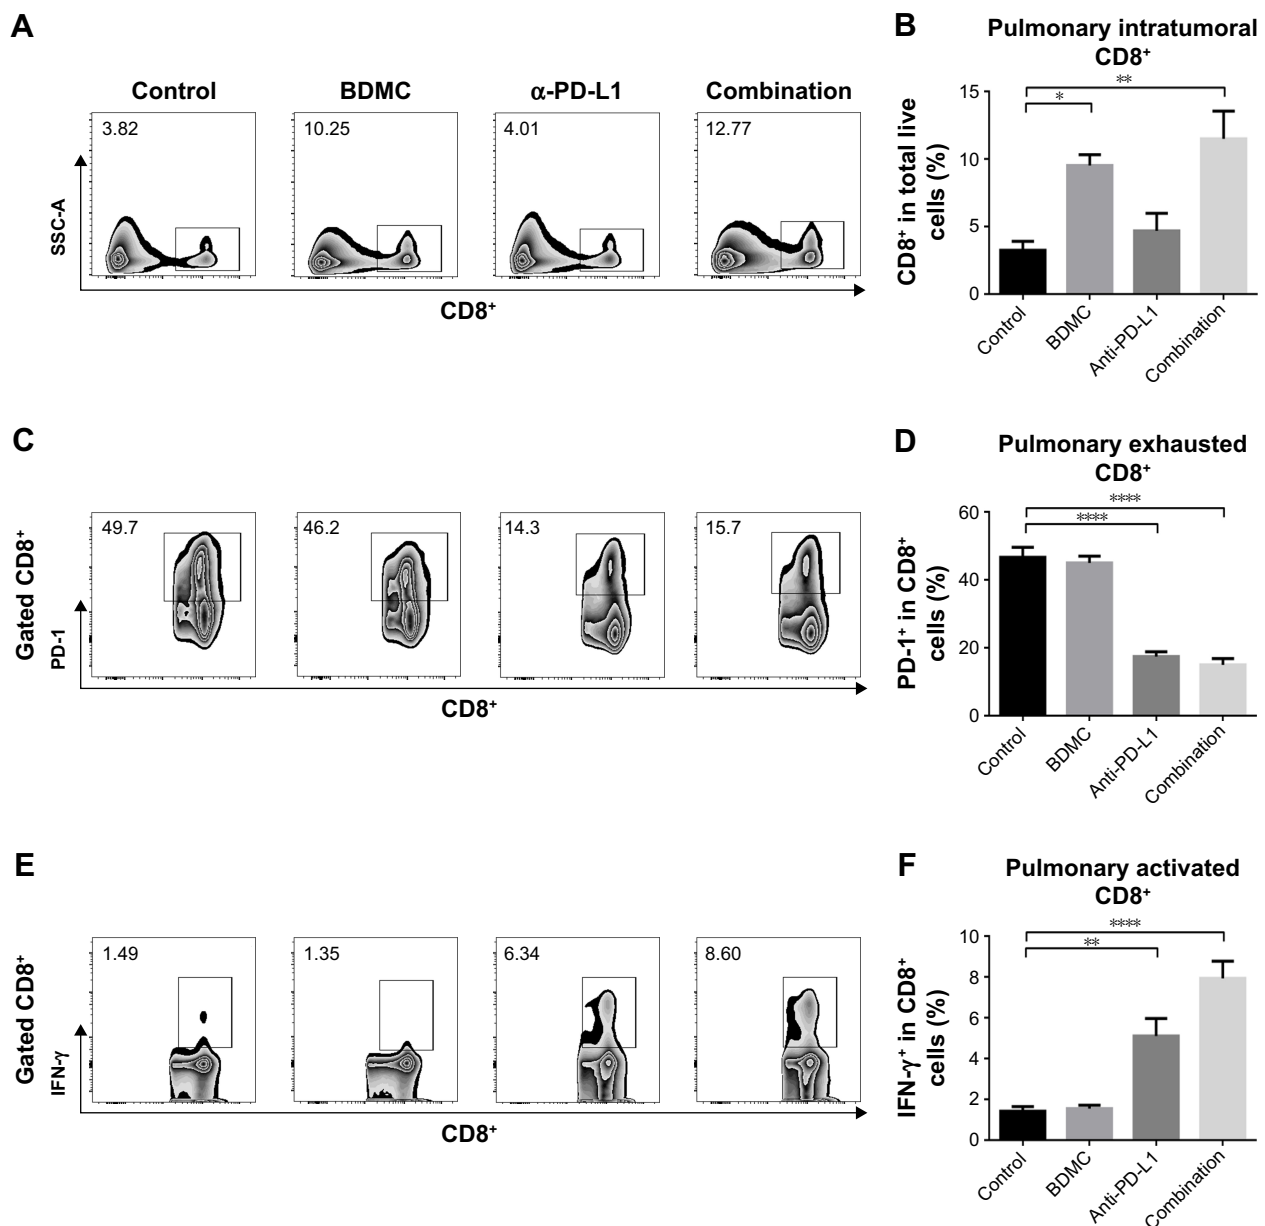 A
Control
BDMC
α-PD-L1
Combination
3.82
10.25
4.01
12.77
SSC-A
CD8⁺
B
Pulmonary intratumoral
CD8⁺
**
*
15
10
5
0
CD8⁺ in total live
cells (%)
Control
BDMC
Anti-PD-L1
Combination
C
49.7
46.2
14.3
15.7
Gated CD8⁺
PD-1
CD8⁺
D
Pulmonary exhausted
CD8⁺
****
****
60
40
20
0
PD-1⁺ in CD8⁺
cells (%)
Control
BDMC
Anti-PD-L1
Combination
E
1.49
1.35
6.34
8.60
Gated CD8⁺
IFN-γ
CD8⁺
F
Pulmonary activated
CD8⁺
****
**
10
8
6
4
2
0
IFN-γ⁺ in CD8⁺
cells (%)
Control
BDMC
Anti-PD-L1
Combination